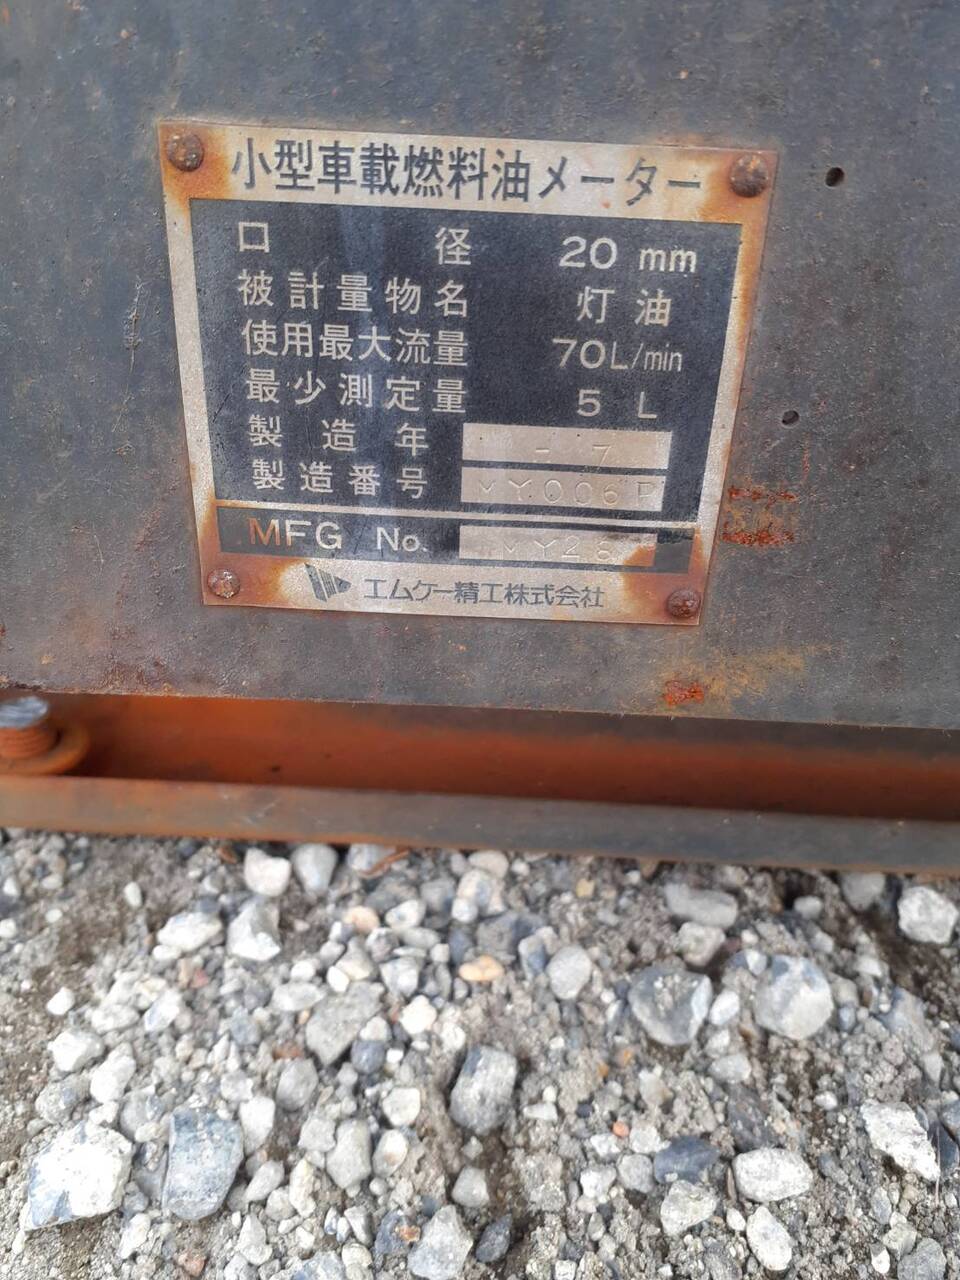 小型車載燃料油メーター
口径 20 mm
被計量物名 灯油
使用最大流量 70L/min
最少測定量 5 L
製造年 - 7
製造番号
MFG No.
エムケー精工株式会社